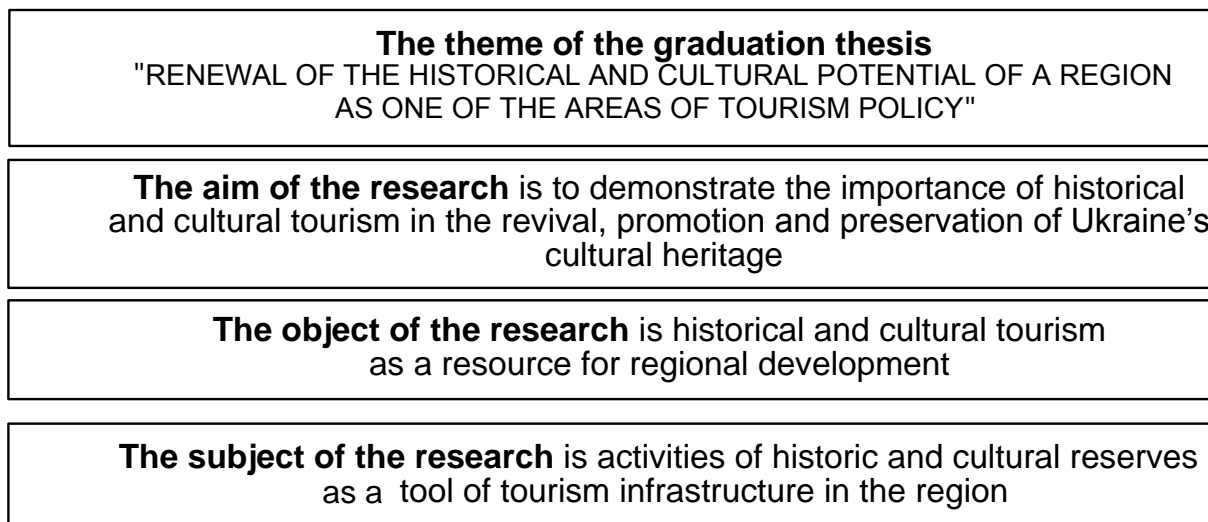 The theme of the graduation thesis
"RENEWAL OF THE HISTORICAL AND CULTURAL POTENTIAL OF A REGION
AS ONE OF THE AREAS OF TOURISM POLICY"
The aim of the research is to demonstrate the importance of historical
and cultural tourism in the revival, promotion and preservation of Ukraine’s
cultural heritage
The object of the research is historical and cultural tourism
as a resource for regional development
The subject of the research is activities of historic and cultural reserves
as a tool of tourism infrastructure in the region